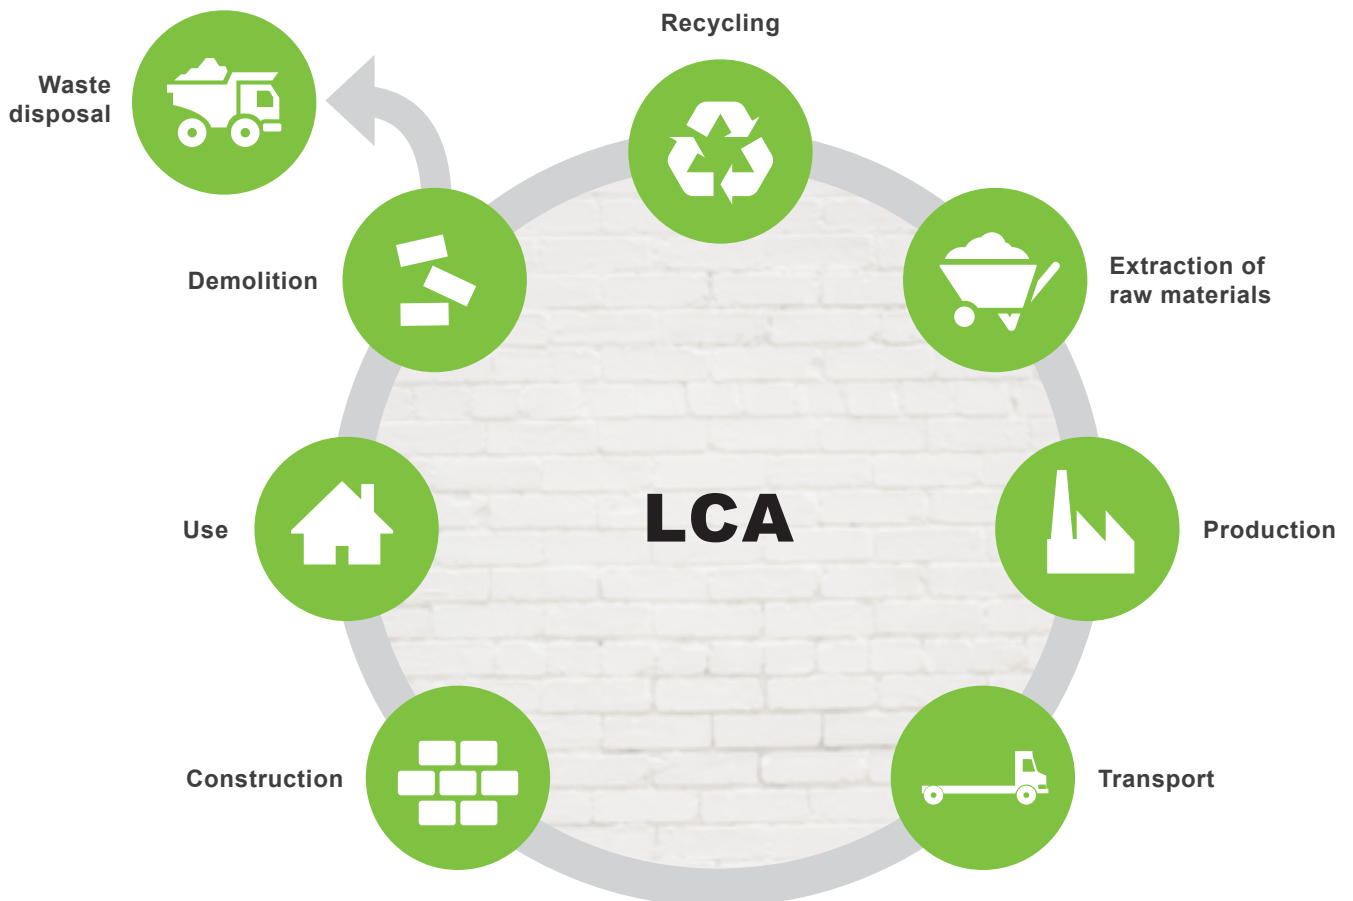 Recycling
Waste
disposal
Extraction of
raw materials
Demolition
LCA
Use
Production
Construction
Transport